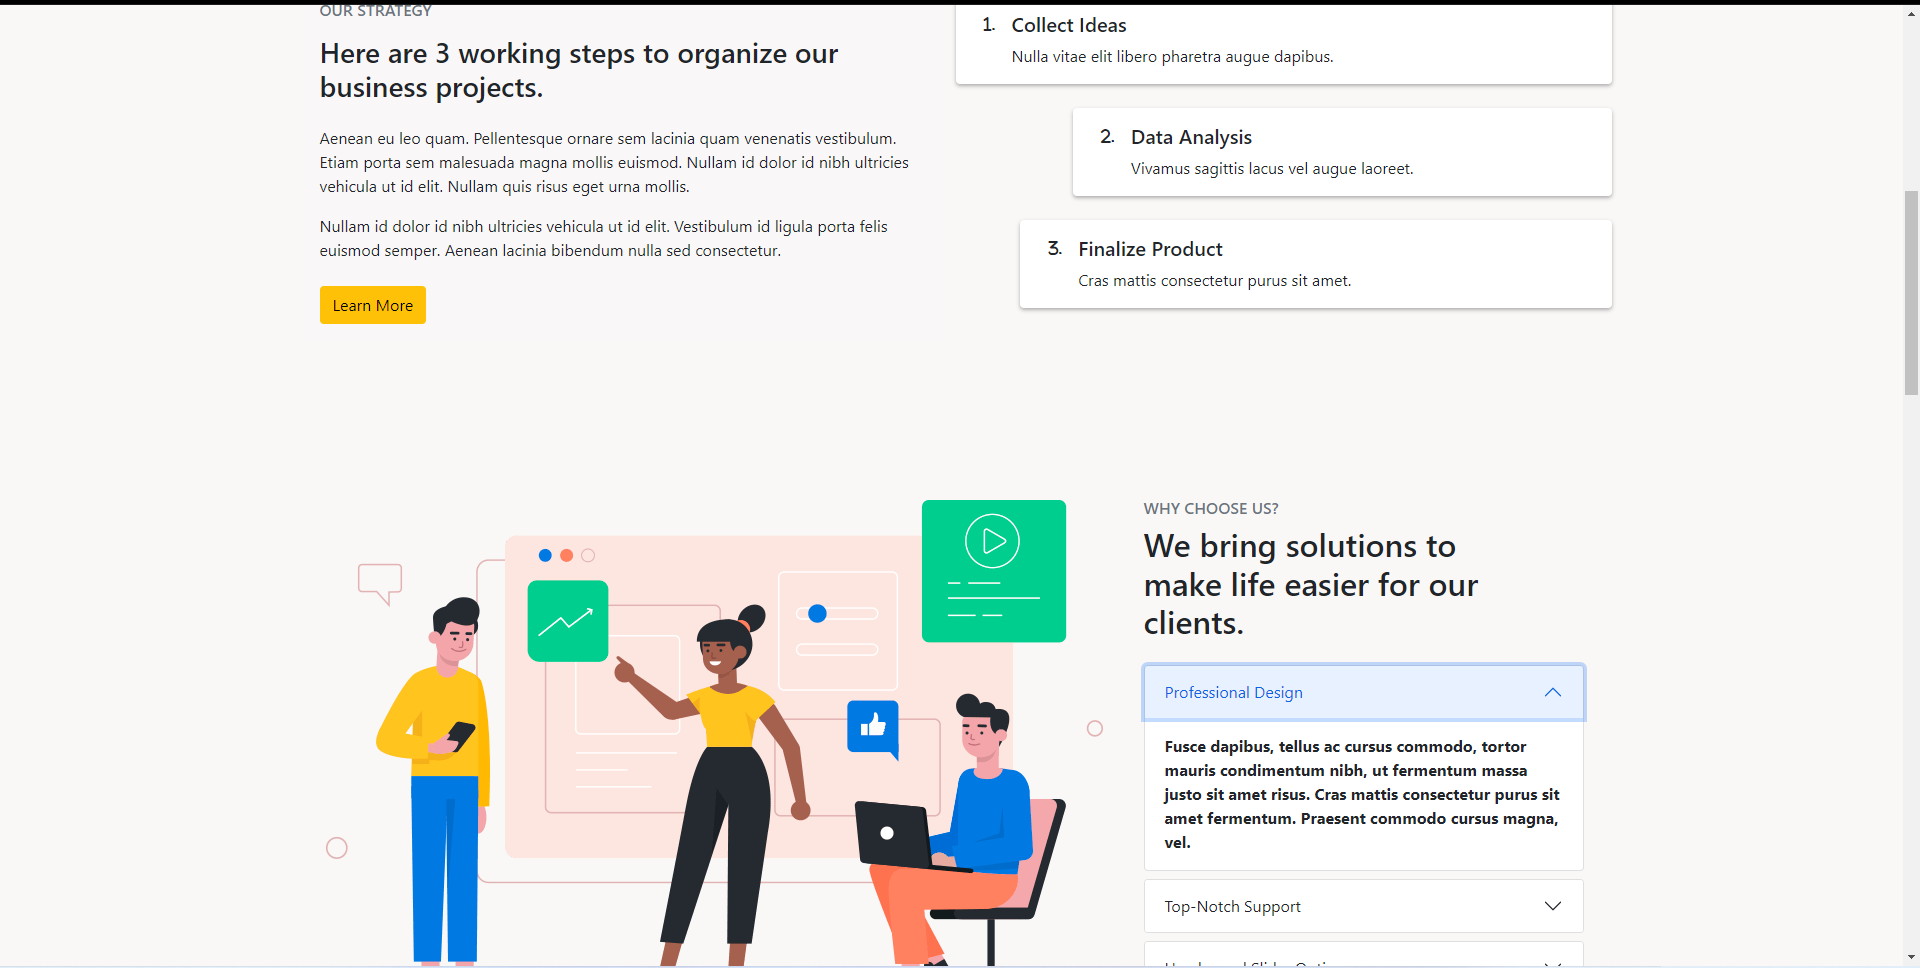 OUR STRATEGY
Here are 3 working steps to organize our
business projects.
Aenean eu leo quam. Pellentesque ornare sem lacinia quam venenatis vestibulum.
Etiam porta sem malesuada magna mollis euismod. Nullam id dolor id nibh ultricies
vehicula ut id elit. Nullam quis risus eget urna mollis.
Nullam id dolor id nibh ultricies vehicula ut id elit. Vestibulum id ligula porta felis
euismod semper. Aenean lacinia bibendum nulla sed consectetur.
Learn More
1. Collect Ideas
Nulla vitae elit libero pharetra augue dapibus.
2. Data Analysis
Vivamus sagittis lacus vel augue laoreet.
3. Finalize Product
Cras mattis consectetur purus sit amet.
WHY CHOOSE US?
We bring solutions to
make life easier for our
clients.
Professional Design
Fusce dapibus, tellus ac cursus commodo, tortor
mauris condimentum nibh, ut fermentum massa
justo sit amet risus. Cras mattis consectetur purus sit
amet fermentum. Praesent commodo cursus magna,
vel.
Top-Notch Support